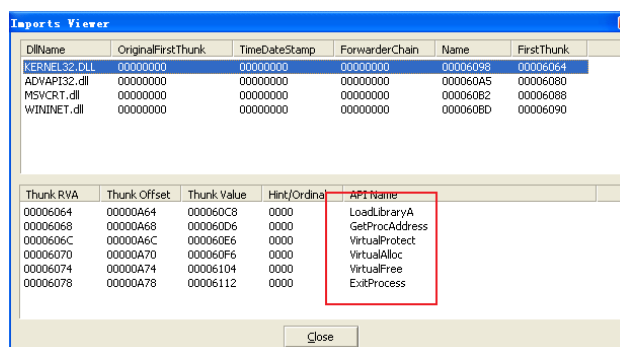 Imports Viewer
DllName OriginalFirstThunk TimeDateStamp ForwarderChain Name FirstThunk
KERNEL32.DLL 00000000 00000000 00000000 00006098 00006064
ADVAPI32.dll 00000000 00000000 00000000 000060A5 00006080
MSVCRT.dll 00000000 00000000 00000000 000060B2 00006088
WININET.dll 00000000 00000000 00000000 000060BD 00006090
Thunk RVA Thunk Offset Thunk Value Hint/Ordinal API Name
00006064 00000A64 000060C8 0000 LoadLibraryA
00006068 00000A68 000060D6 0000 GetProcAddress
0000606C 00000A6C 000060E6 0000 VirtualProtect
00006070 00000A70 000060F6 0000 VirtualAlloc
00006074 00000A74 00006104 0000 VirtualFree
00006078 00000A78 00006112 0000 ExitProcess
Close